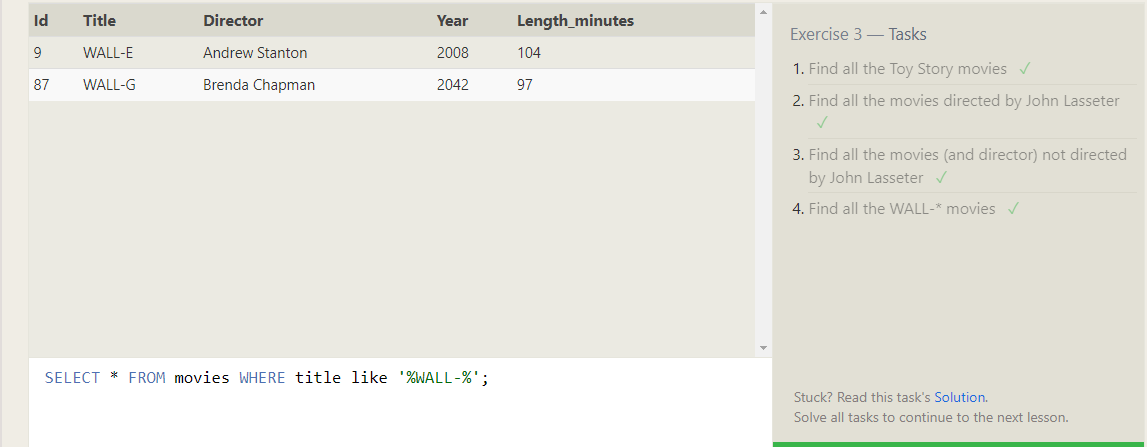 Id Title Director Year Length_minutes
9 WALL-E Andrew Stanton 2008 104
87 WALL-G Brenda Chapman 2042 97
SELECT * FROM movies WHERE title like '%WALL-%';
Exercise 3 — Tasks
1. Find all the Toy Story movies ✓
2. Find all the movies directed by John Lasseter
✓
3. Find all the movies (and director) not directed
by John Lasseter ✓
4. Find all the WALL-* movies ✓
Stuck? Read this task's Solution.
Solve all tasks to continue to the next lesson.